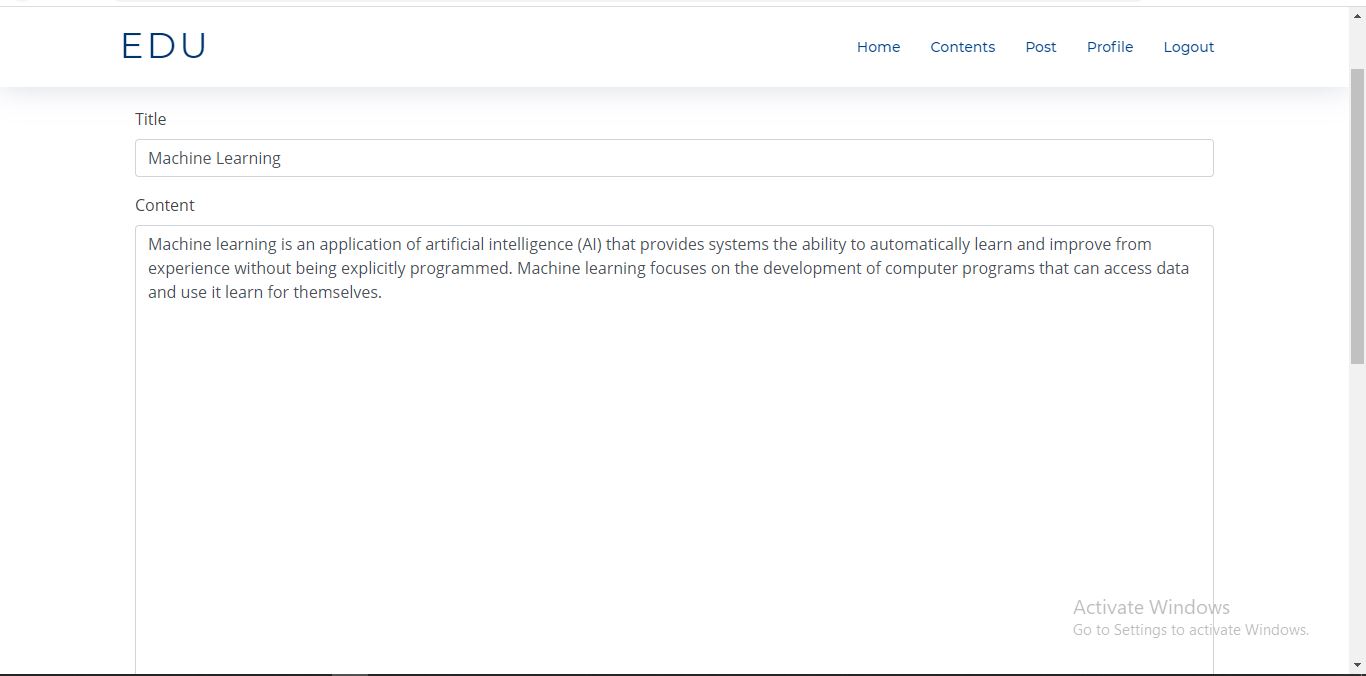 EDU
Home Contents Post Profile Logout
Title
Machine Learning
Content
Machine learning is an application of artificial intelligence (AI) that provides systems the ability to automatically learn and improve from
experience without being explicitly programmed. Machine learning focuses on the development of computer programs that can access data
and use it learn for themselves.
Activate Windows
Go to Settings to activate Windows.